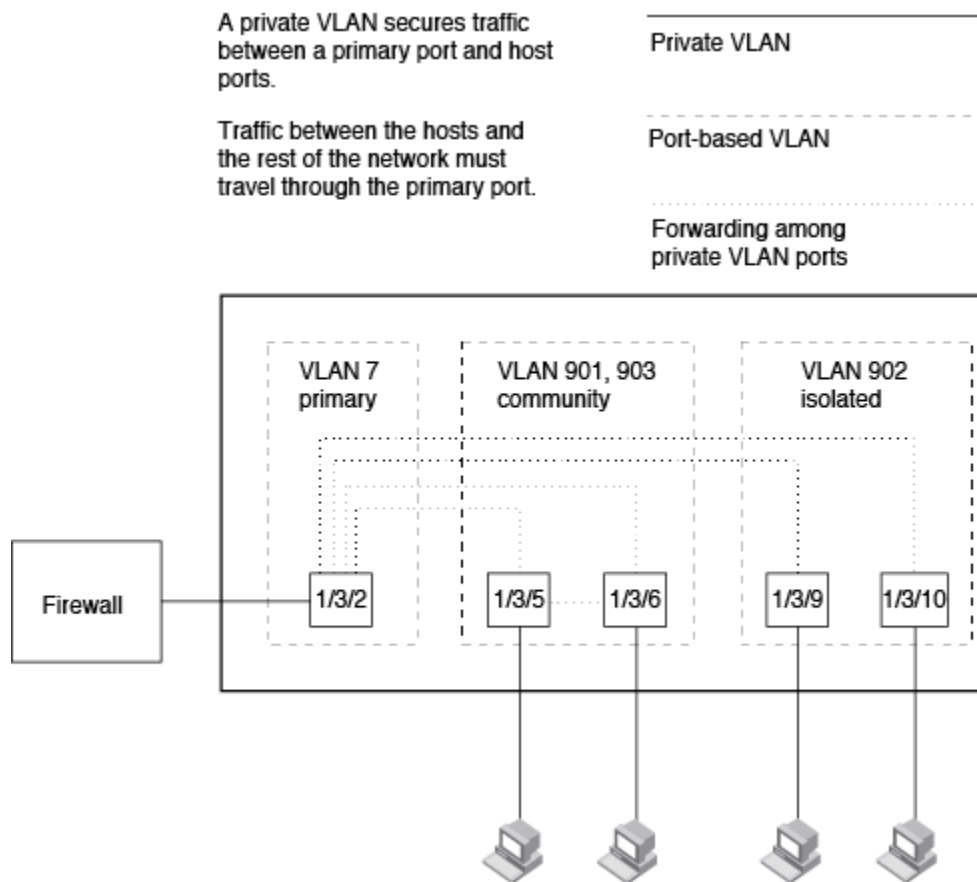 A private VLAN secures traffic
between a primary port and host
ports.
Traffic between the hosts and
the rest of the network must
travel through the primary port.
Private VLAN
Port-based VLAN
Forwarding among
private VLAN ports
VLAN 7
primary
VLAN 901, 903
community
VLAN 902
isolated
Firewall
1/3/2
1/3/5
1/3/6
1/3/9
1/3/10